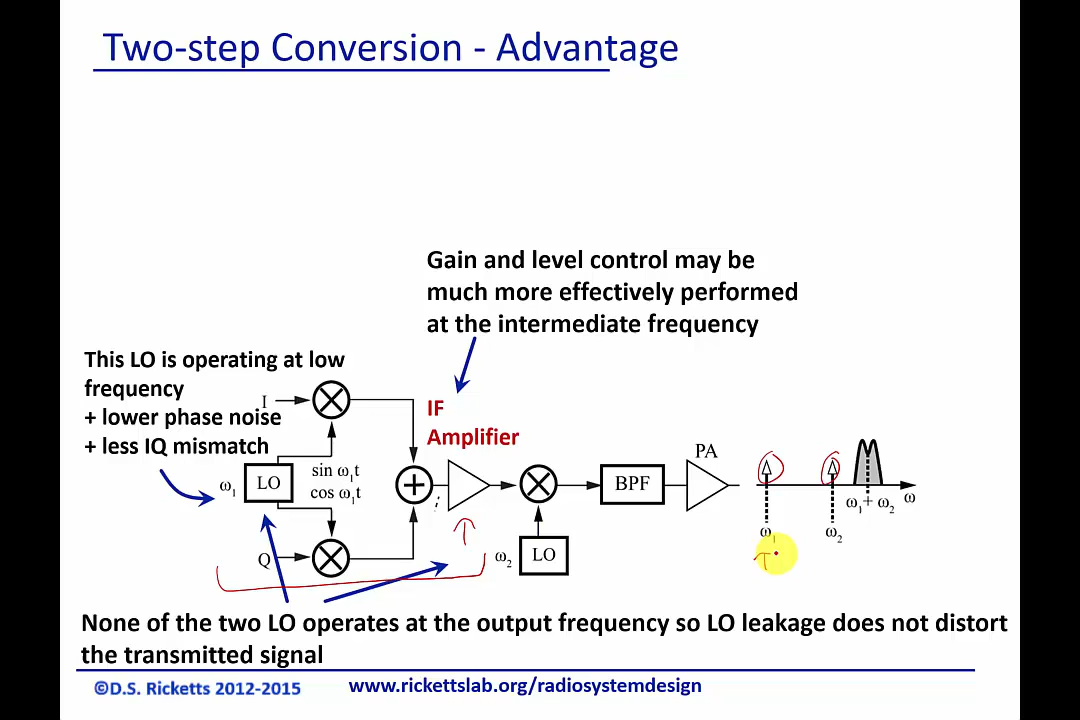 Two-step Conversion - Advantage
Gain and level control may be
much more effectively performed
at the intermediate frequency
This LO is operating at low
frequency
+ lower phase noise
+ less IQ mismatch
I
IF
Amplifier
PA
ω₁
LO
sin ω₁t
cos ω₁t
BPF
ω₁+ ω₂
ω
ω₁
ω₂
Q
ω₂
LO
None of the two LO operates at the output frequency so LO leakage does not distort
the transmitted signal
©D.S. Ricketts 2012-2015
www.rickettslab.org/radiosystemdesign